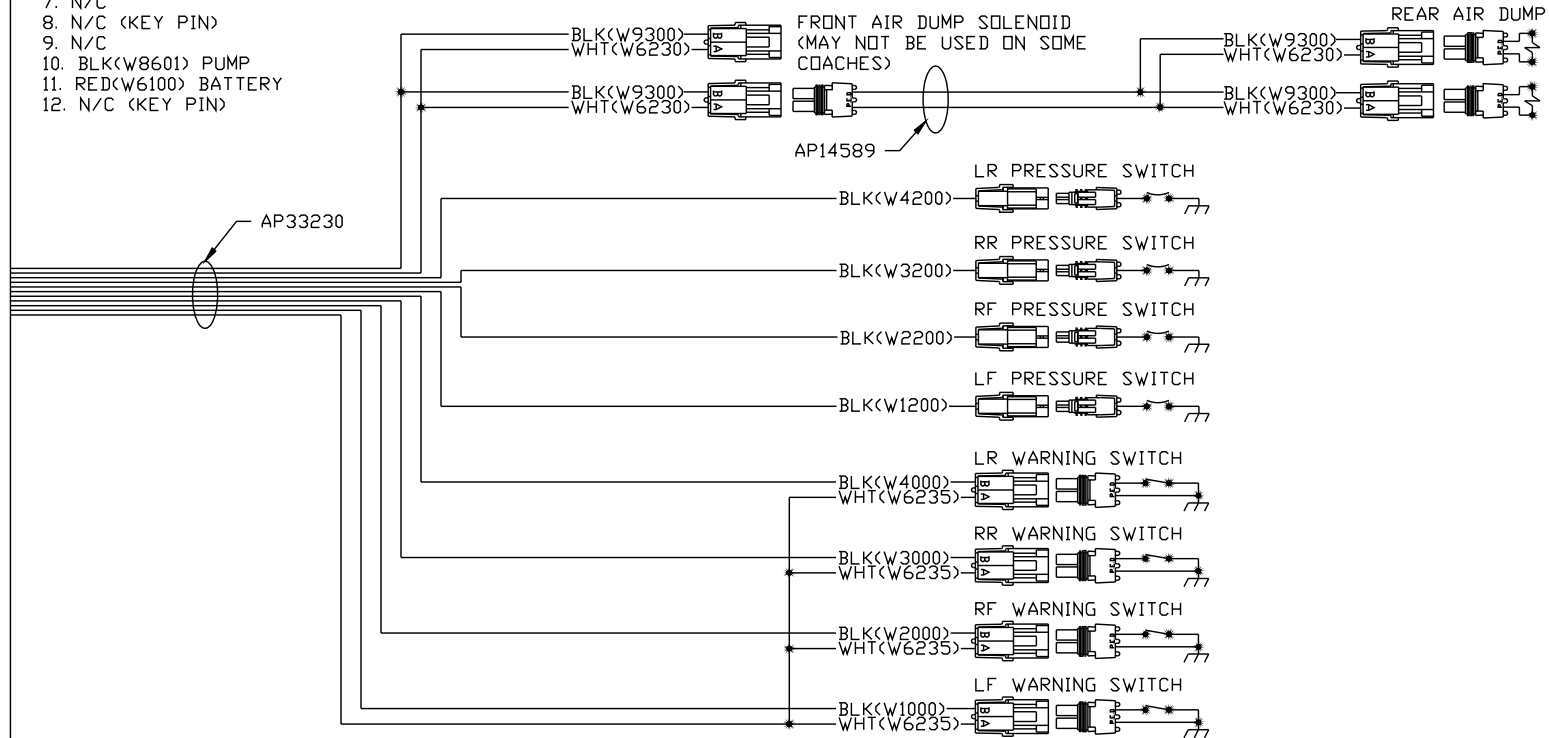 7. N/C
8. N/C (KEY PIN)
9. N/C
10. BLK(W8601) PUMP
11. RED(W6100) BATTERY
12. N/C (KEY PIN)
BLK(W9300)
WHT(W6230)
B
A
FRONT AIR DUMP SOLENOID
(MAY NOT BE USED ON SOME
COACHES)
REAR AIR DUMP
BLK(W9300)
WHT(W6230)
B
A
BLK(W9300)
WHT(W6230)
B
A
BLK(W9300)
WHT(W6230)
B
A
AP14589
AP33230
LR PRESSURE SWITCH
BLK(W4200)
RR PRESSURE SWITCH
BLK(W3200)
RF PRESSURE SWITCH
BLK(W2200)
LF PRESSURE SWITCH
BLK(W1200)
LR WARNING SWITCH
BLK(W4000)
WHT(W6235)
B
A
RR WARNING SWITCH
BLK(W3000)
WHT(W6235)
B
A
RF WARNING SWITCH
BLK(W2000)
WHT(W6235)
B
A
LF WARNING SWITCH
BLK(W1000)
WHT(W6235)
B
A